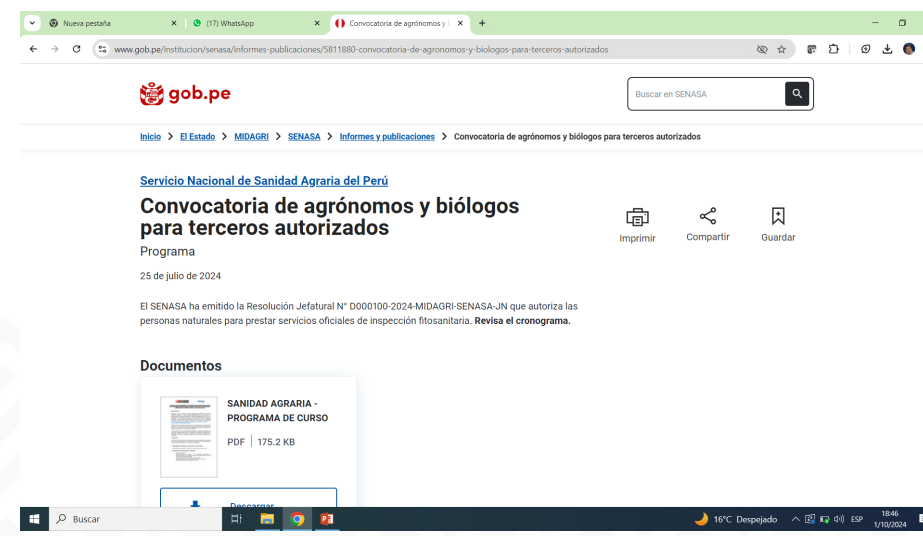 Nueva pestaña
(17) WhatsApp
Convocatoria de agrónomos y
www.gob.pe/institucion/senasa/informes-publicaciones/5811880-convocatoria-de-agronomos-y-biologos-para-terceros-autorizados
gob.pe
Buscar en SENASA
Inicio > El Estado > MIDAGRI > SENASA > Informes y publicaciones > Convocatoria de agrónomos y biólogos para terceros autorizados
Servicio Nacional de Sanidad Agraria del Perú
Convocatoria de agrónomos y biólogos
para terceros autorizados
Imprimir Compartir Guardar
Programa
25 de julio de 2024
El SENASA ha emitido la Resolución Jefatural N° D000100-2024-MIDAGRI-SENASA-JN que autoriza las
personas naturales para prestar servicios oficiales de inspección fitosanitaria. Revisa el cronograma.
Documentos
SANIDAD AGRARIA -
PROGRAMA DE CURSO
PDF | 175.2 KB
Descargar
Buscar
16°C Despejado
ESP
18:46
1/10/2024